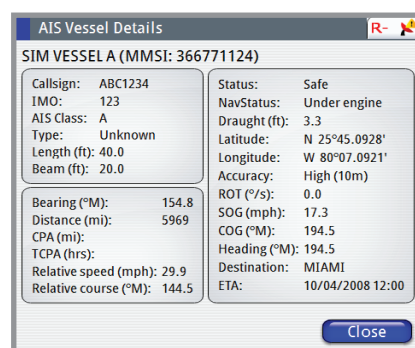 AIS Vessel Details
R-
SIM VESSEL A (MMSI: 366771124)
Callsign: ABC1234
IMO: 123
AIS Class: A
Type: Unknown
Length (ft): 40.0
Beam (ft): 20.0
Bearing (°M): 154.8
Distance (mi): 5969
CPA (mi):
TCPA (hrs):
Relative speed (mph): 29.9
Relative course (°M): 144.5
Status: Safe
NavStatus: Under engine
Draught (ft): 3.3
Latitude: N 25°45.0928'
Longitude: W 80°07.0921'
Accuracy: High (10m)
ROT (°/s): 0.0
SOG (mph): 17.3
COG (°M): 194.5
Heading (°M): 194.5
Destination: MIAMI
ETA: 10/04/2008 12:00
Close